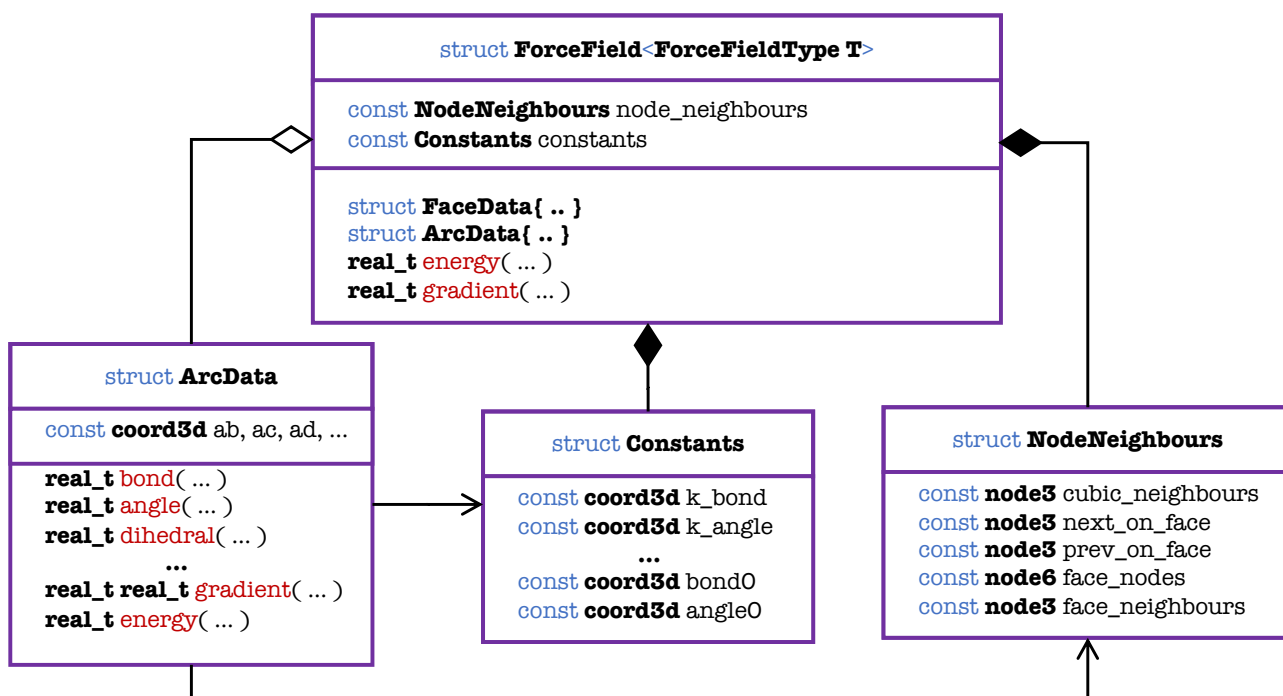 struct ForceField<ForceFieldType T>
const NodeNeighbours node_neighbours
const Constants constants
struct FaceData{ .. }
struct ArcData{ .. }
real_t energy( ... )
real_t gradient( ... )
struct ArcData
const coord3d ab, ac, ad, ...
real_t bond( ... )
real_t angle( ... )
real_t dihedral( ... )
...
real_t real_t gradient( ... )
real_t energy( ... )
struct Constants
const coord3d k_bond
const coord3d k_angle
...
const coord3d bond0
const coord3d angle0
struct NodeNeighbours
const node3 cubic_neighbours
const node3 next_on_face
const node3 prev_on_face
const node6 face_nodes
const node3 face_neighbours